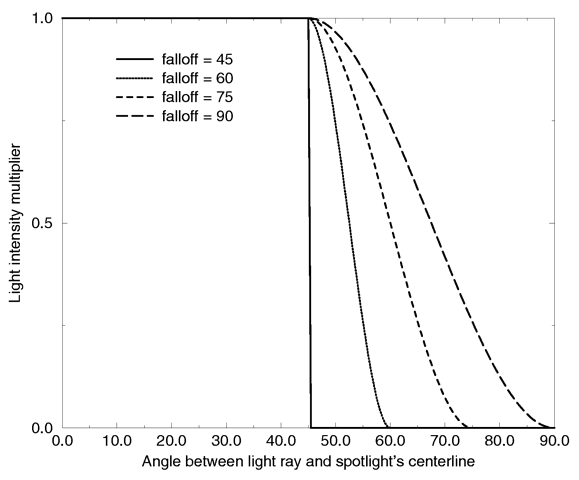 1.0
falloff = 45
falloff = 60
falloff = 75
falloff = 90
Light intensity multiplier
0.5
0.0
0.0 10.0 20.0 30.0 40.0 50.0 60.0 70.0 80.0 90.0
Angle between light ray and spotlight's centerline